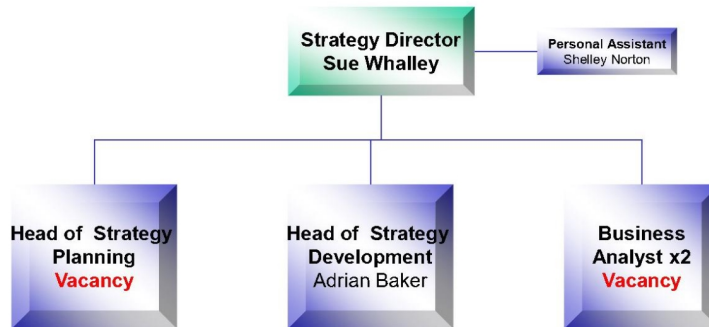 Strategy Director
Sue Whalley
Personal Assistant
Shelley Norton
Head of Strategy
Planning
Vacancy
Head of Strategy
Development
Adrian Baker
Business
Analyst x2
Vacancy